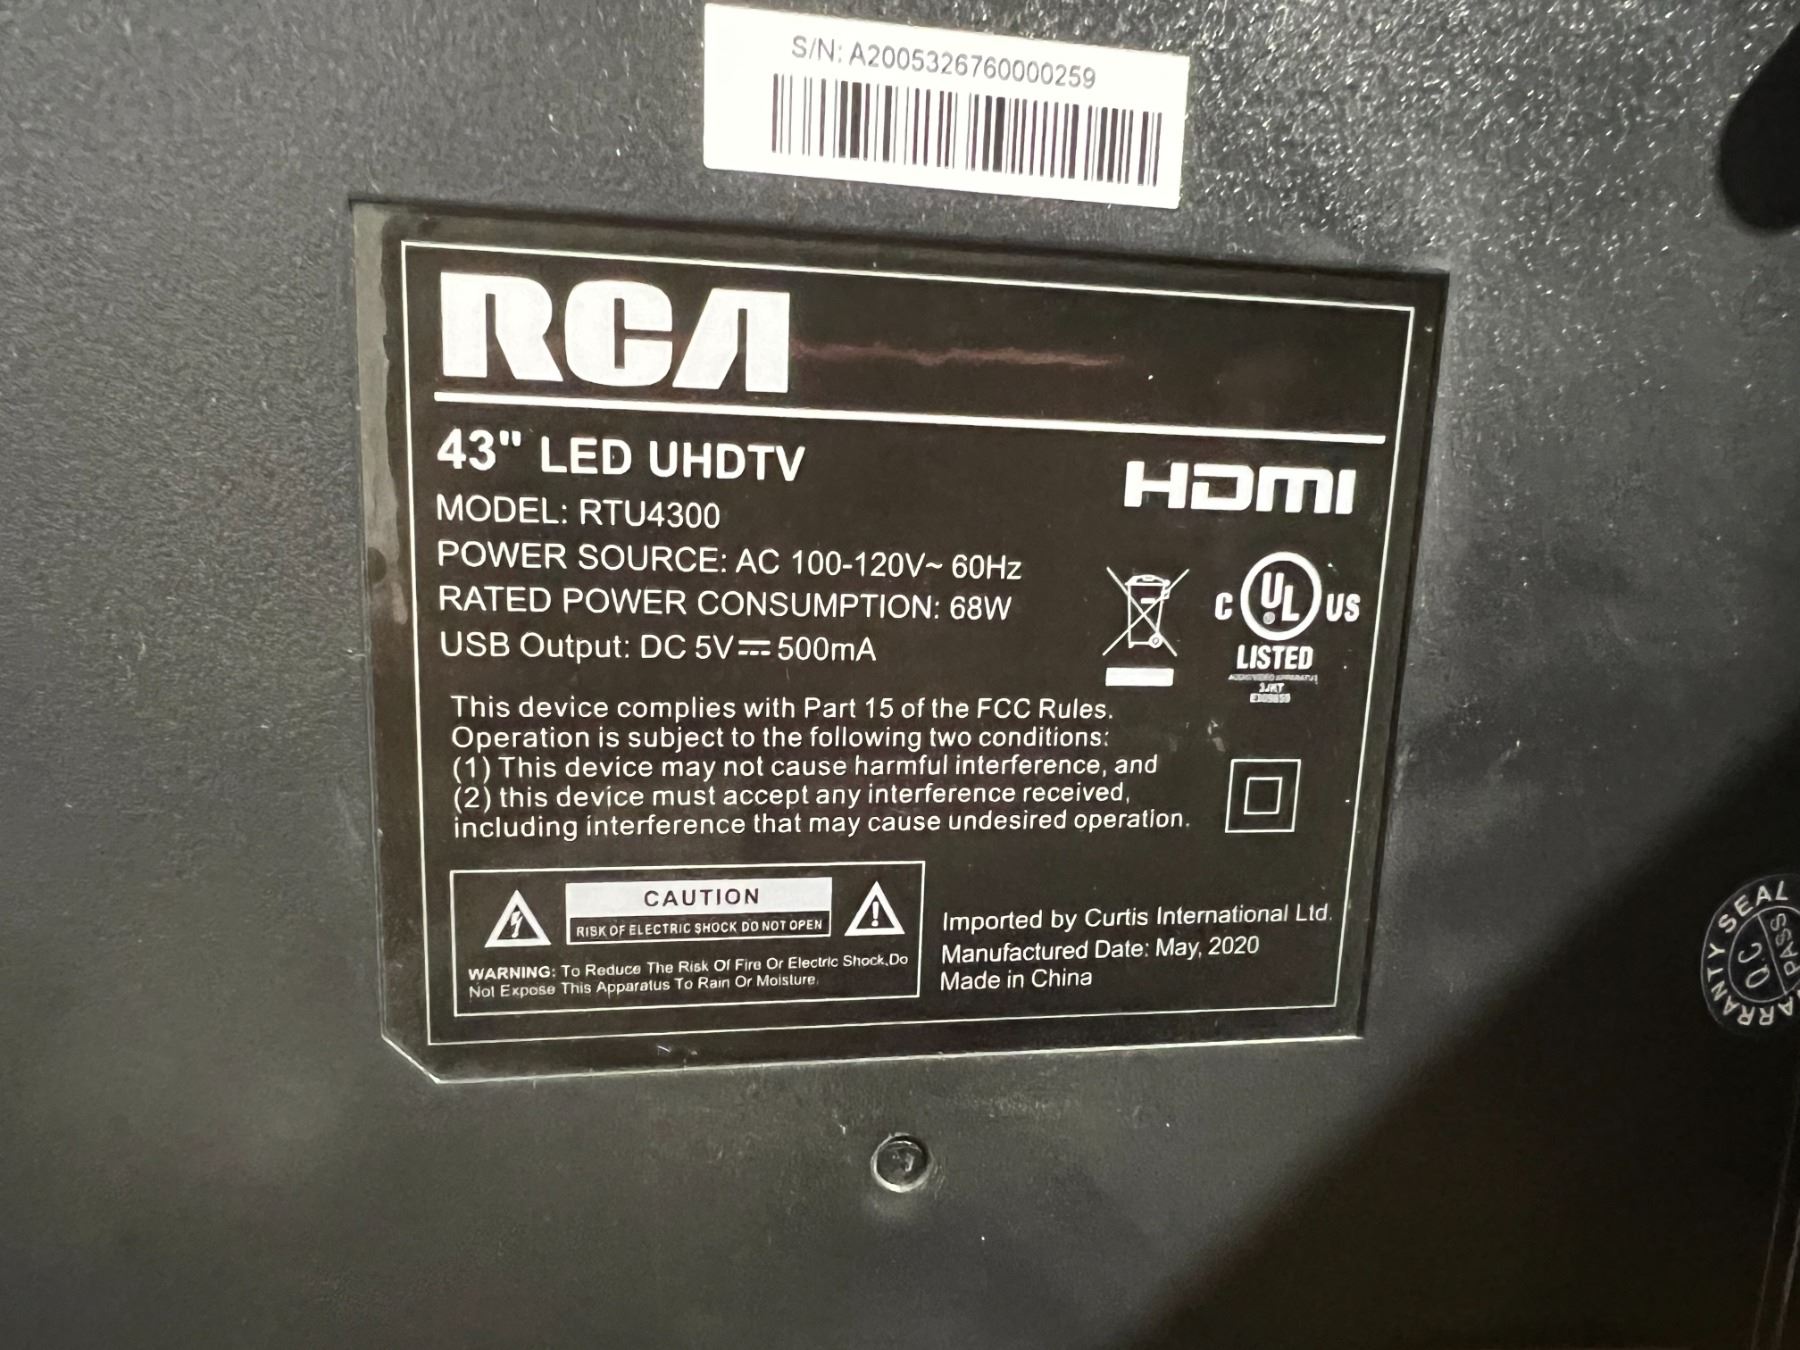 S/N: A2005326760000259
RCA
43" LED UHDTV
HDMI
MODEL: RTU4300
POWER SOURCE: AC 100-120V~ 60Hz
RATED POWER CONSUMPTION: 68W
USB Output: DC 5V⎓500mA
C UL US
LISTED
This device complies with Part 15 of the FCC Rules.
Operation is subject to the following two conditions:
(1) This device may not cause harmful interference, and
(2) this device must accept any interference received,
including interference that may cause undesired operation.
CAUTION
RISK OF ELECTRIC SHOCK DO NOT OPEN
WARNING: To Reduce The Risk Of Fire Or Electric Shock,Do
Not Expose This Apparatus To Rain Or Moisture.
Imported by Curtis International Ltd.
Manufactured Date: May, 2020
Made in China
WARRANTY SEAL
QC
PASS